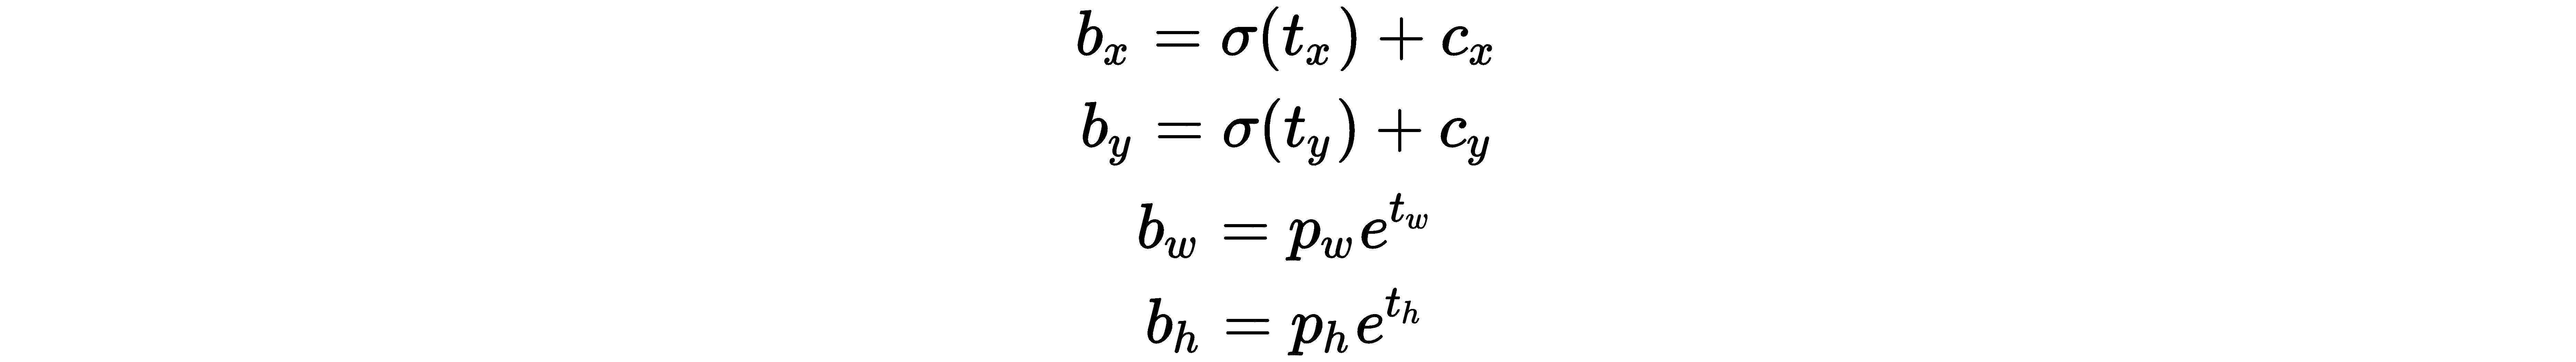 b_x = σ(t_x) + c_x
b_y = σ(t_y) + c_y
b_w = p_w e^{t_w}
b_h = p_h e^{t_h}